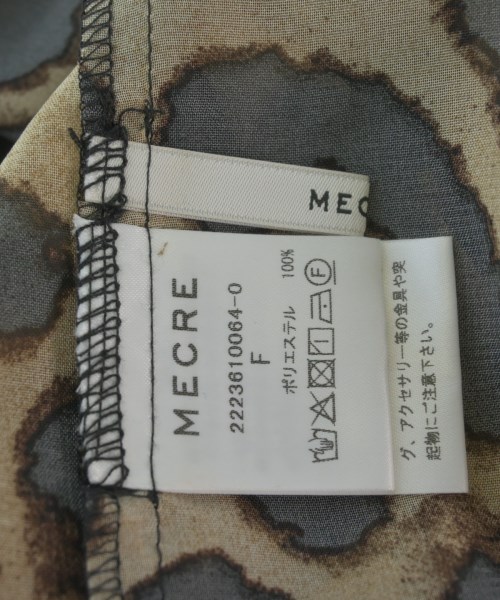 MEC
MECRE
2223610064-0
F
ポリエステル 100%
F
グ、アクセサリー等の金具や突
起物にご注意下さい。